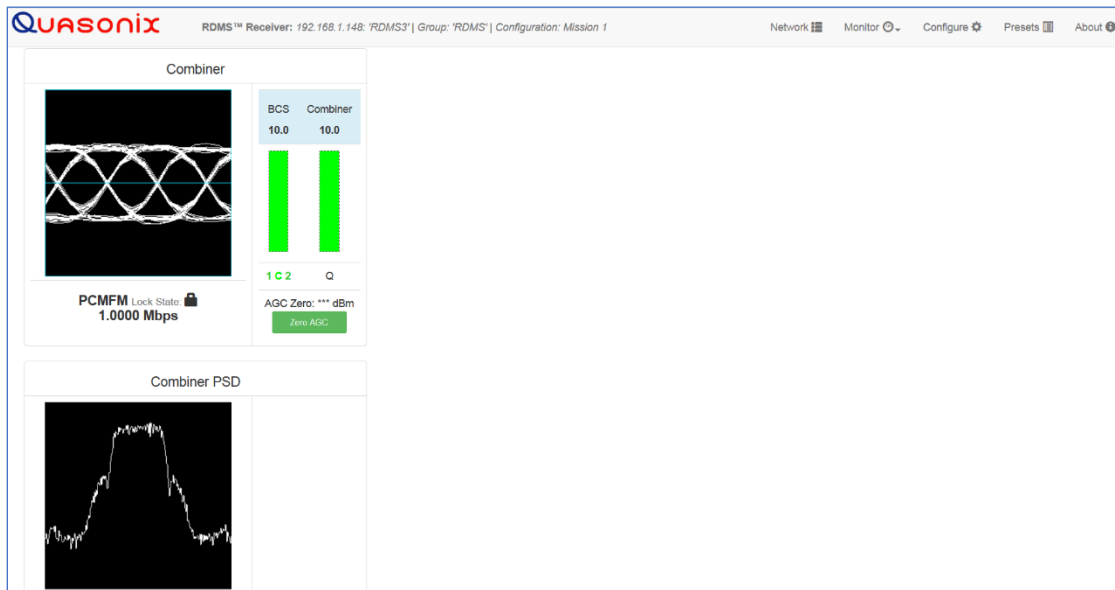 QUASONIX RDMS™ Receiver: 192.168.1.148: 'RDMS3' | Group: 'RDMS' | Configuration: Mission 1 Network Monitor Configure Presets About
Combiner
BCS Combiner
10.0 10.0
1 C 2 Q
PCMFM Lock State:
1.0000 Mbps
AGC Zero: *** dBm
Zero AGC
Combiner PSD